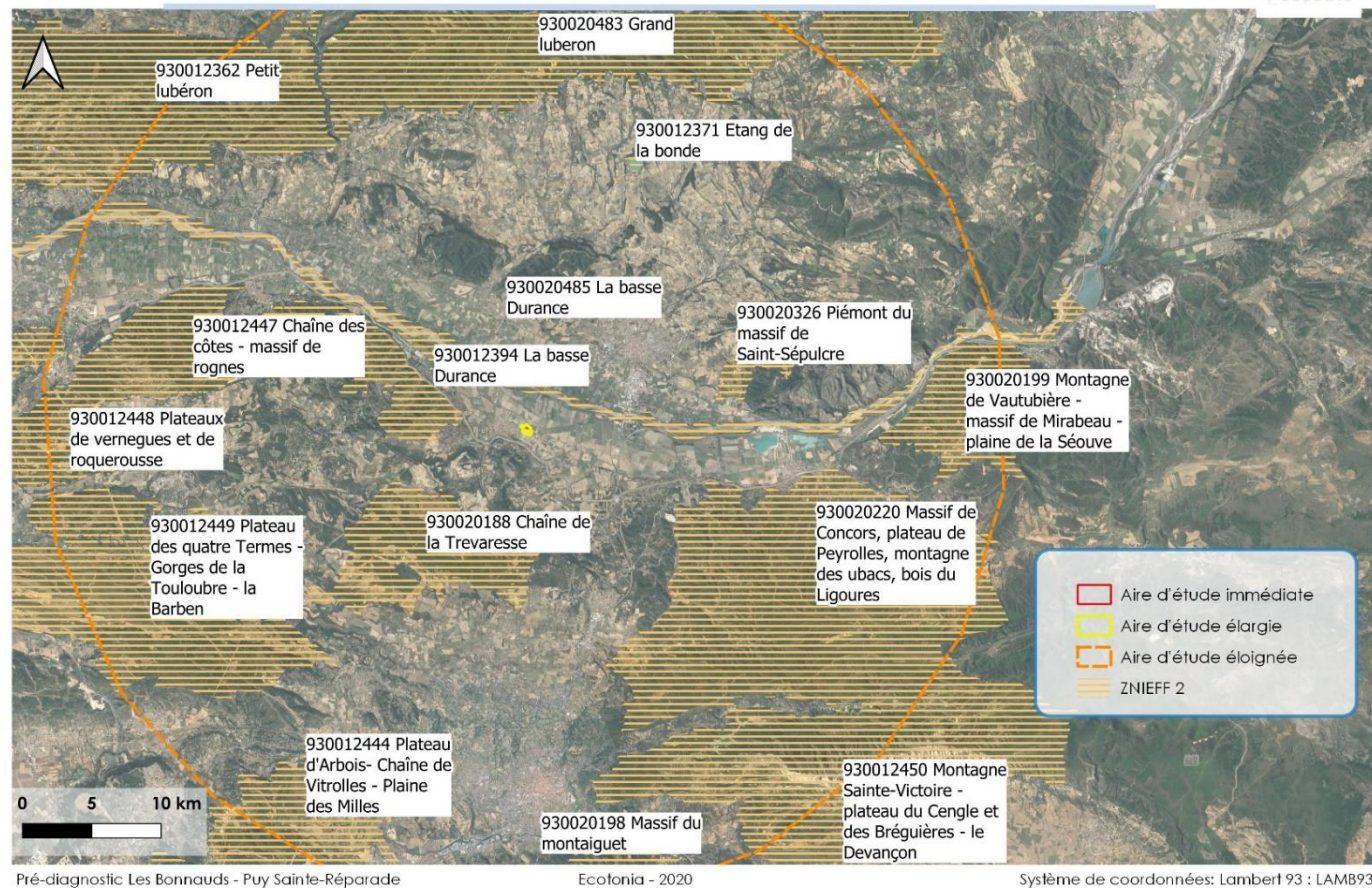 930020483 Grand
luberon
930012362 Petit
lubéron
930012371 Etang de
la bonde
930020485 La basse
Durance
930020326 Piémont du
massif de
Saint-Sépulcre
930012447 Chaîne des
côtes - massif de
rognes
930012394 La basse
Durance
930020199 Montagne
de Vautubière -
massif de Mirabeau -
plaine de la Séouve
930012448 Plateaux
de vernegues et de
roquerousse
930012449 Plateau
des quatre Termes -
Gorges de la
Touloubre - la
Barben
930020188 Chaîne de
la Trevaresse
930020220 Massif de
Concors, plateau de
Peyrolles, montagne
des ubacs, bois du
Ligoures
Aire d'étude immédiate
Aire d'étude élargie
Aire d'étude éloignée
ZNIEFF 2
930012444 Plateau
d'Arbois- Chaîne de
Vitrolles - Plaine
des Milles
930020198 Massif du
montaiguet
930012450 Montagne
Sainte-Victoire -
plateau du Cengle et
des Bréguières - le
Devançon
0 5 10 km
Pré-diagnostic Les Bonnauds - Puy Sainte-Réparade
Ecotonia - 2020
Système de coordonnées: Lambert 93 : LAMB93